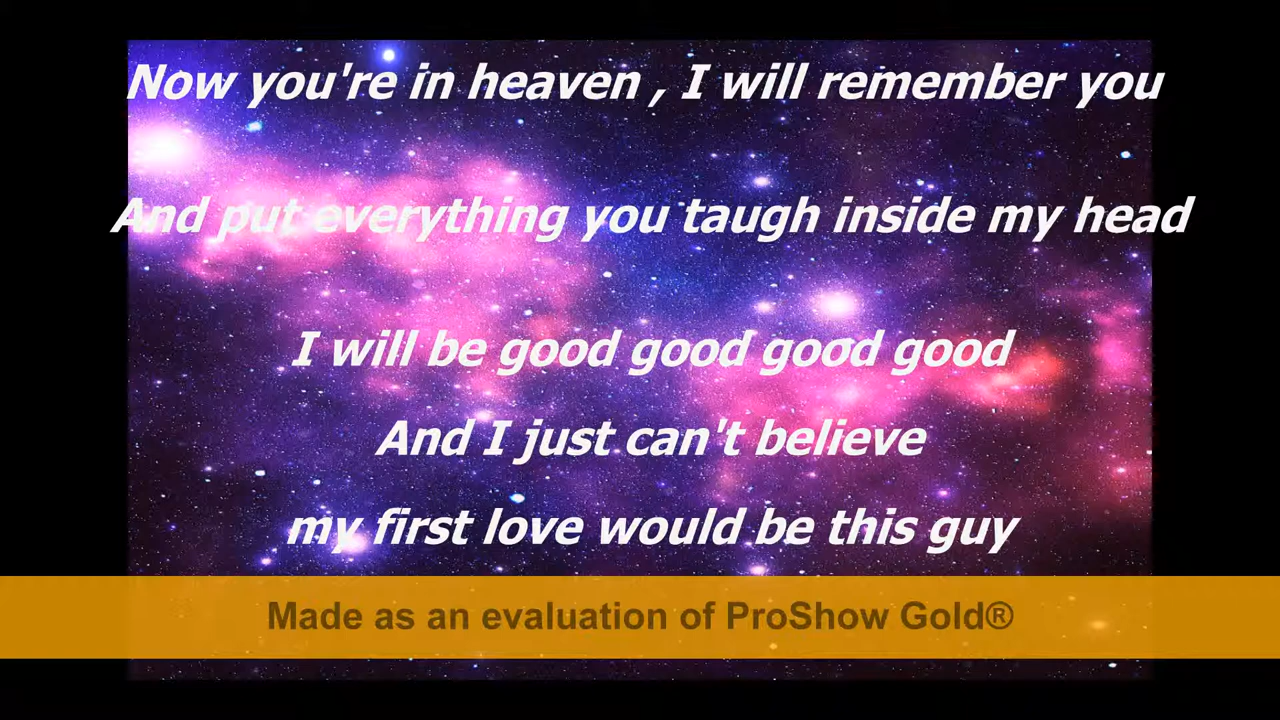 Now you're in heaven , I will remember you
And put everything you taugh inside my head
I will be good good good good
And I just can't believe
my first love would be this guy
Made as an evaluation of ProShow Gold®